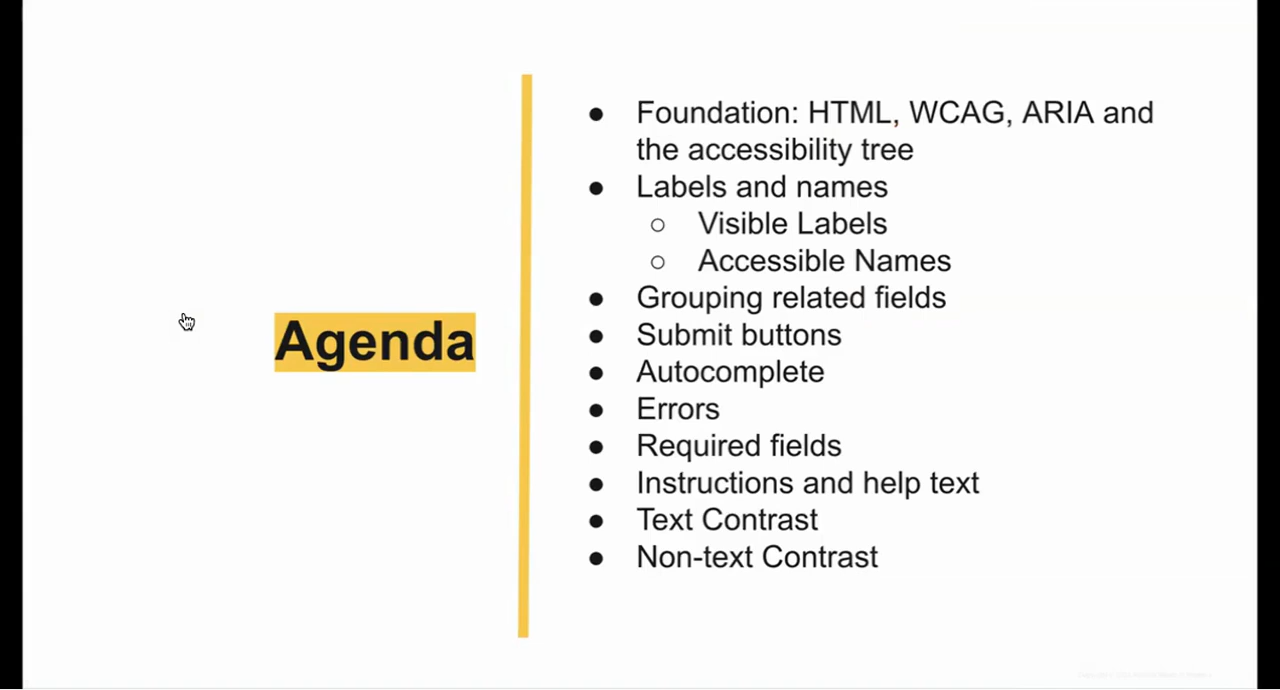 Agenda
● Foundation: HTML, WCAG, ARIA and
the accessibility tree
● Labels and names
○ Visible Labels
○ Accessible Names
● Grouping related fields
● Submit buttons
● Autocomplete
● Errors
● Required fields
● Instructions and help text
● Text Contrast
● Non-text Contrast